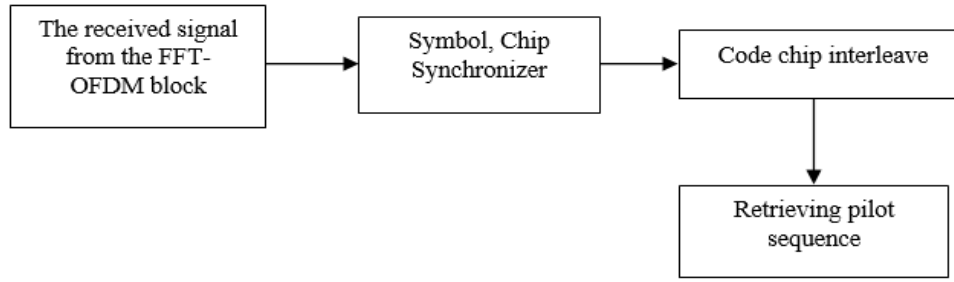 The received signal
from the FFT-
OFDM block
Symbol, Chip
Synchronizer
Code chip interleave
Retrieving pilot
sequence